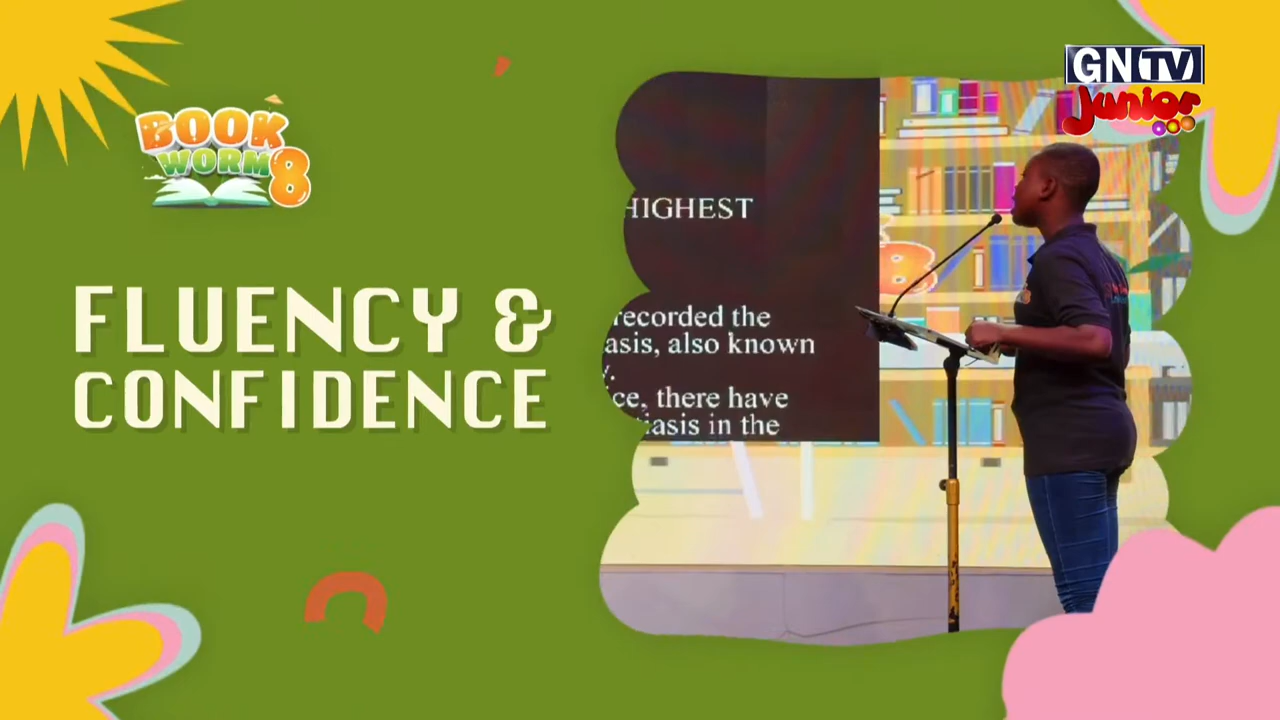 GNTV
Junior
BOOK
WORM
8
FLUENCY &
CONFIDENCE
HIGHEST
recorded the
asis, also known
ce, there have
iasis in the